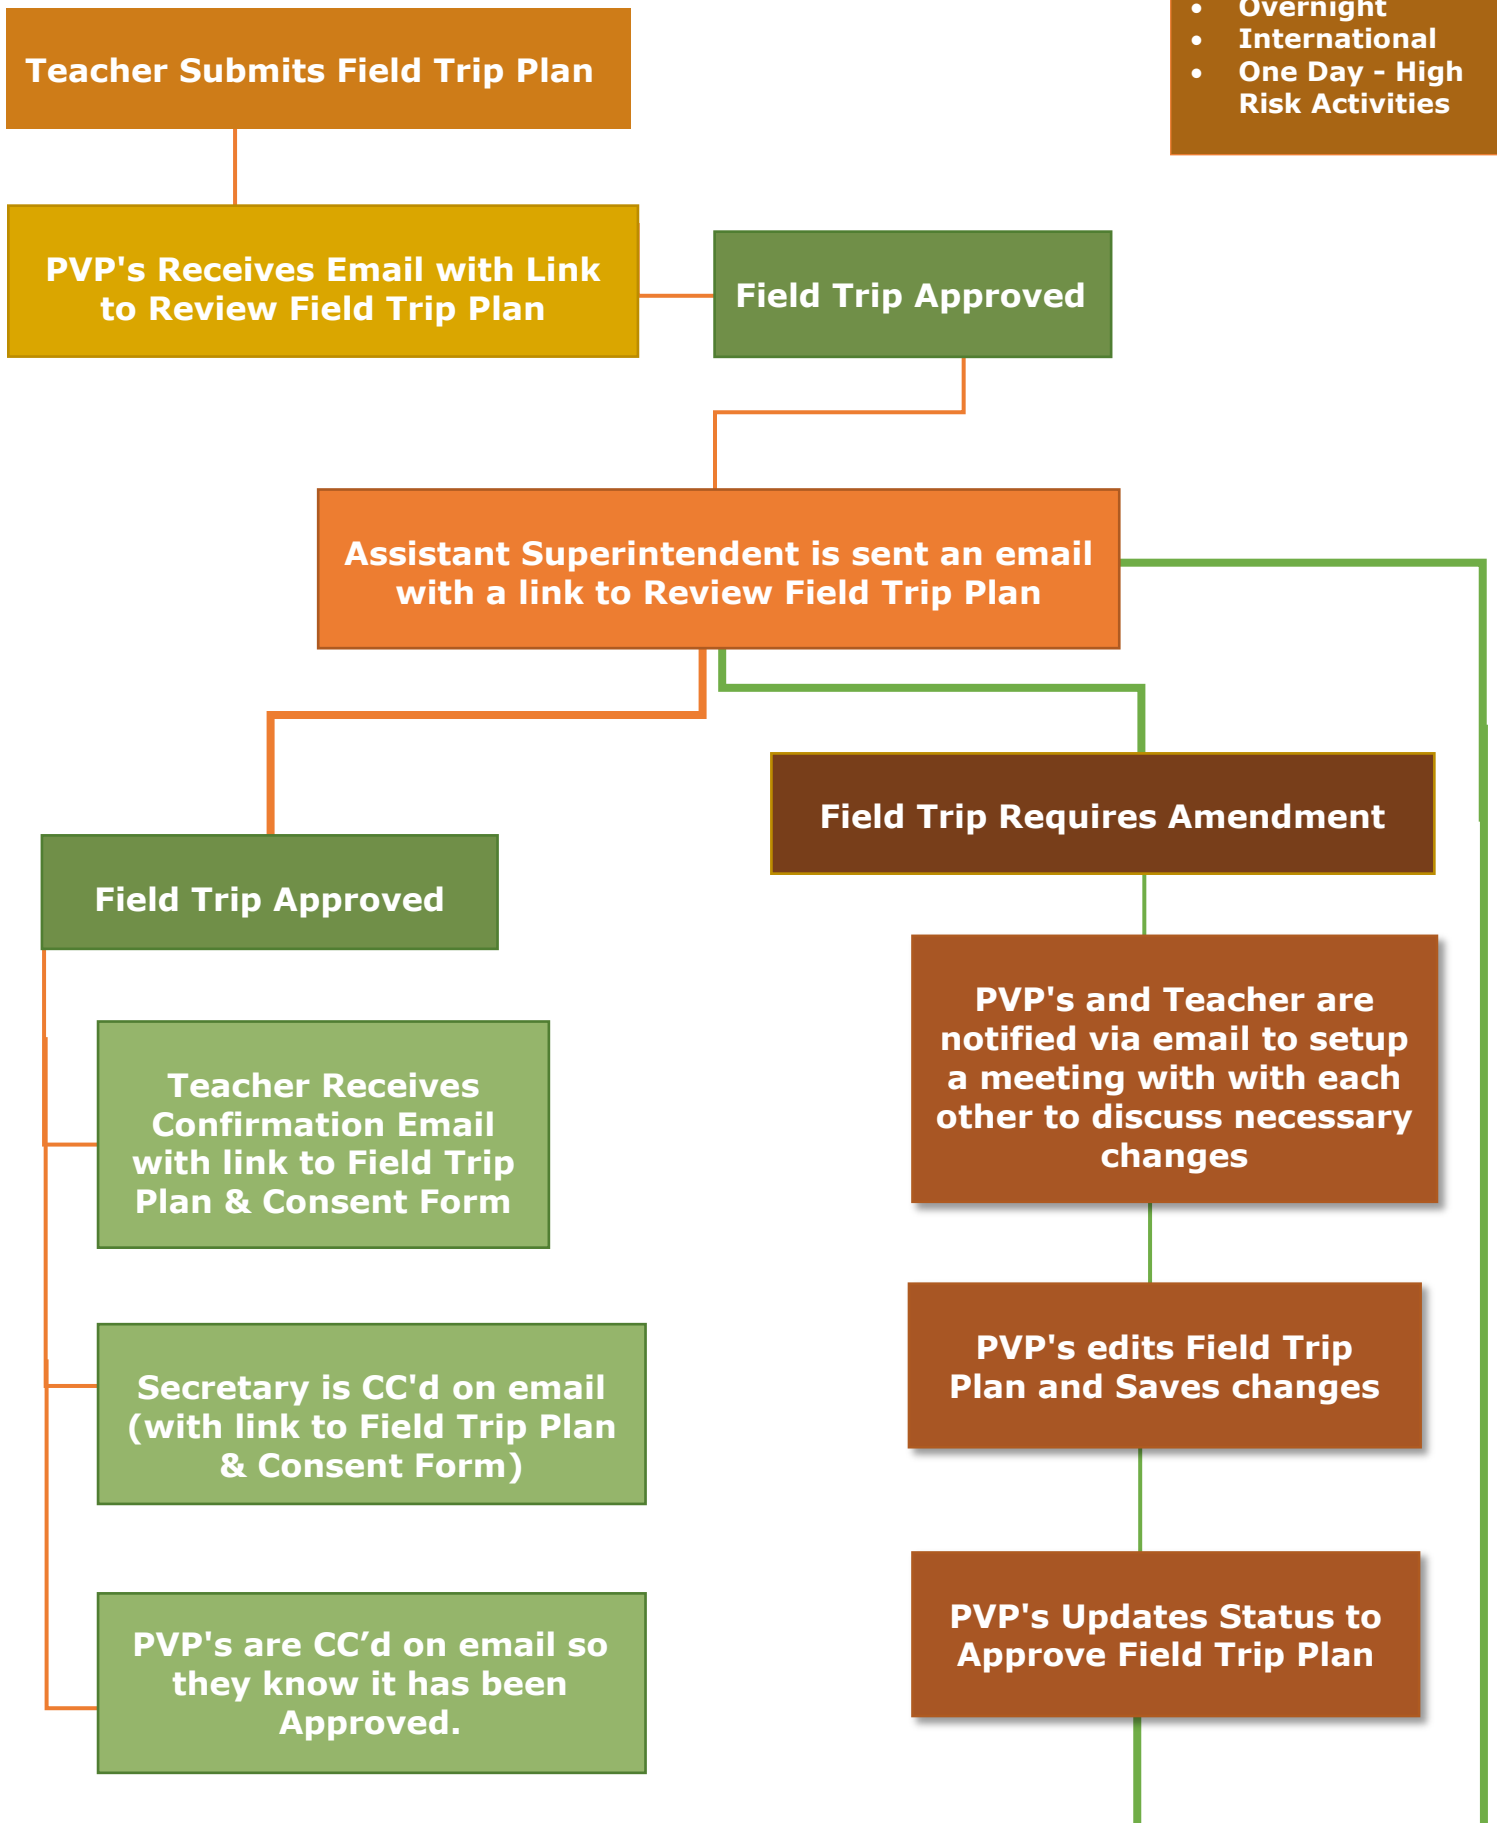 Overnight
International
One Day - High
Risk Activities
Teacher Submits Field Trip Plan
PVP's Receives Email with Link
to Review Field Trip Plan
Field Trip Approved
Assistant Superintendent is sent an email
with a link to Review Field Trip Plan
Field Trip Requires Amendment
Field Trip Approved
PVP's and Teacher are
notified via email to setup
a meeting with with each
other to discuss necessary
changes
Teacher Receives
Confirmation Email
with link to Field Trip
Plan & Consent Form
PVP's edits Field Trip
Plan and Saves changes
Secretary is CC'd on email
(with link to Field Trip Plan
& Consent Form)
PVP's Updates Status to
Approve Field Trip Plan
PVP's are CC’d on email so
they know it has been
Approved.